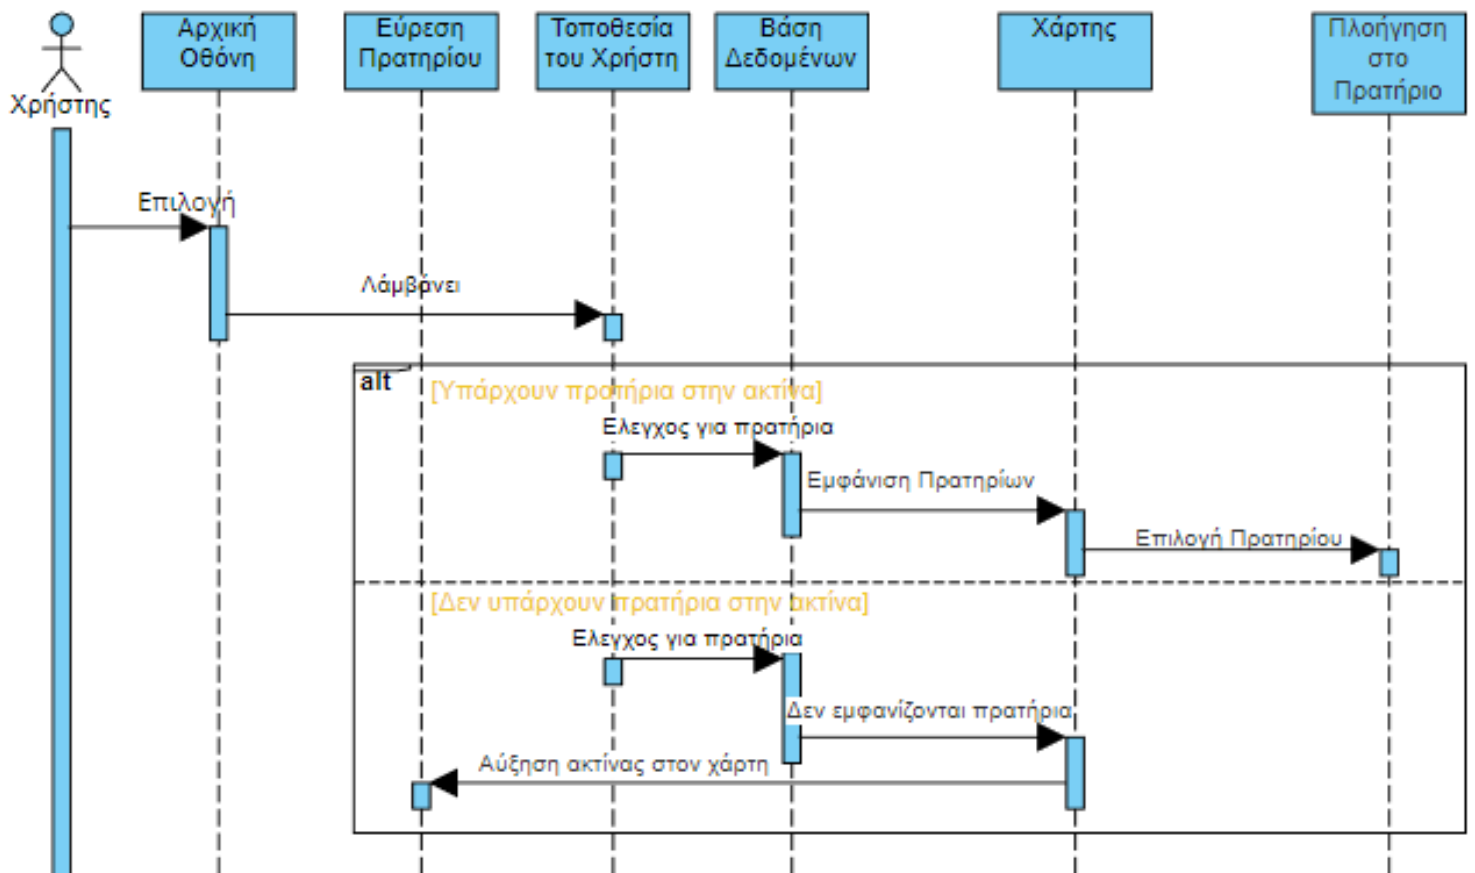 Χρήστης
Αρχική
Οθόνη
Εύρεση
Πρατηρίου
Τοποθεσία
του Χρήστη
Βάση
Δεδομένων
Χάρτης
Πλοήγηση
στο
Πρατήριο
Επιλογή
Λάμβάνει
alt
[Υπάρχουν πρατήρια στην ακτίνα]
Ελεγχος για πρατήρια
Εμφάνιση Πρατηρίων
Επιλογή Πρατηρίου
[Δεν υπάρχουν πρατήρια στην ακτίνα]
Ελεγχος για πρατήρια
Δεν εμφανίζονται πρατήρια
Αύξηση ακτίνας στον χάρτη